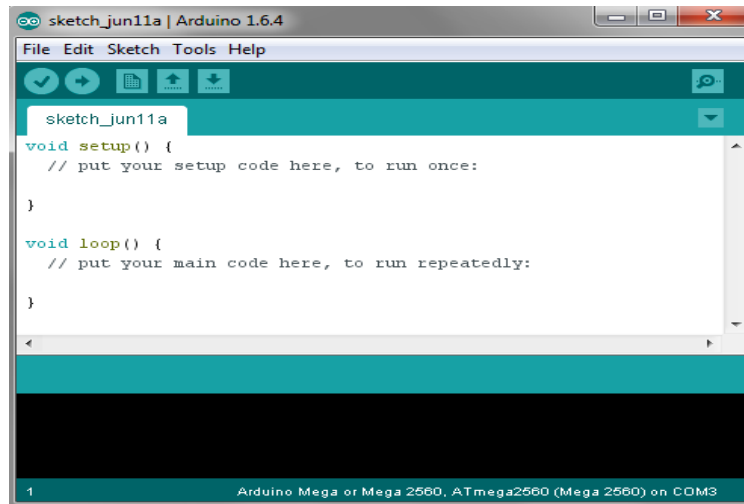 sketch_jun11a | Arduino 1.6.4
File Edit Sketch Tools Help
sketch_jun11a
void setup() {
  // put your setup code here, to run once:

}

void loop() {
  // put your main code here, to run repeatedly:

}
1 Arduino Mega or Mega 2560, ATmega2560 (Mega 2560) on COM3